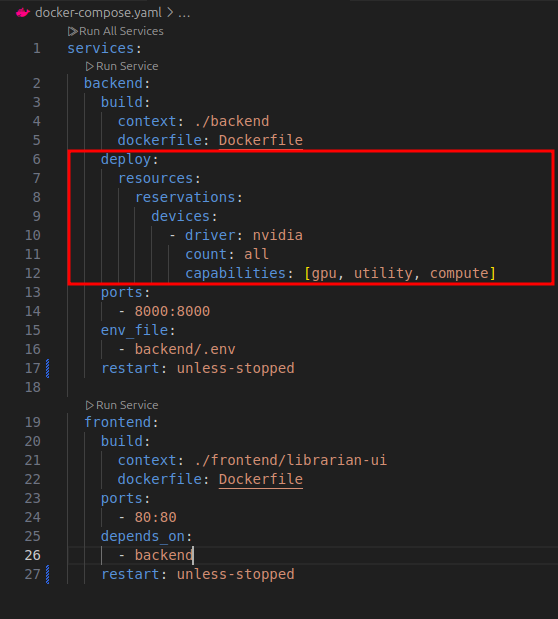 docker-compose.yaml > ...
Run All Services
1 services:
Run Service
2 backend:
3 build:
4 context: ./backend
5 dockerfile: Dockerfile
6 deploy:
7 resources:
8 reservations:
9 devices:
10 - driver: nvidia
11 count: all
12 capabilities: [gpu, utility, compute]
13 ports:
14 - 8000:8000
15 env_file:
16 - backend/.env
17 restart: unless-stopped
18
Run Service
19 frontend:
20 build:
21 context: ./frontend/librarian-ui
22 dockerfile: Dockerfile
23 ports:
24 - 80:80
25 depends_on:
26 - backend
27 restart: unless-stopped